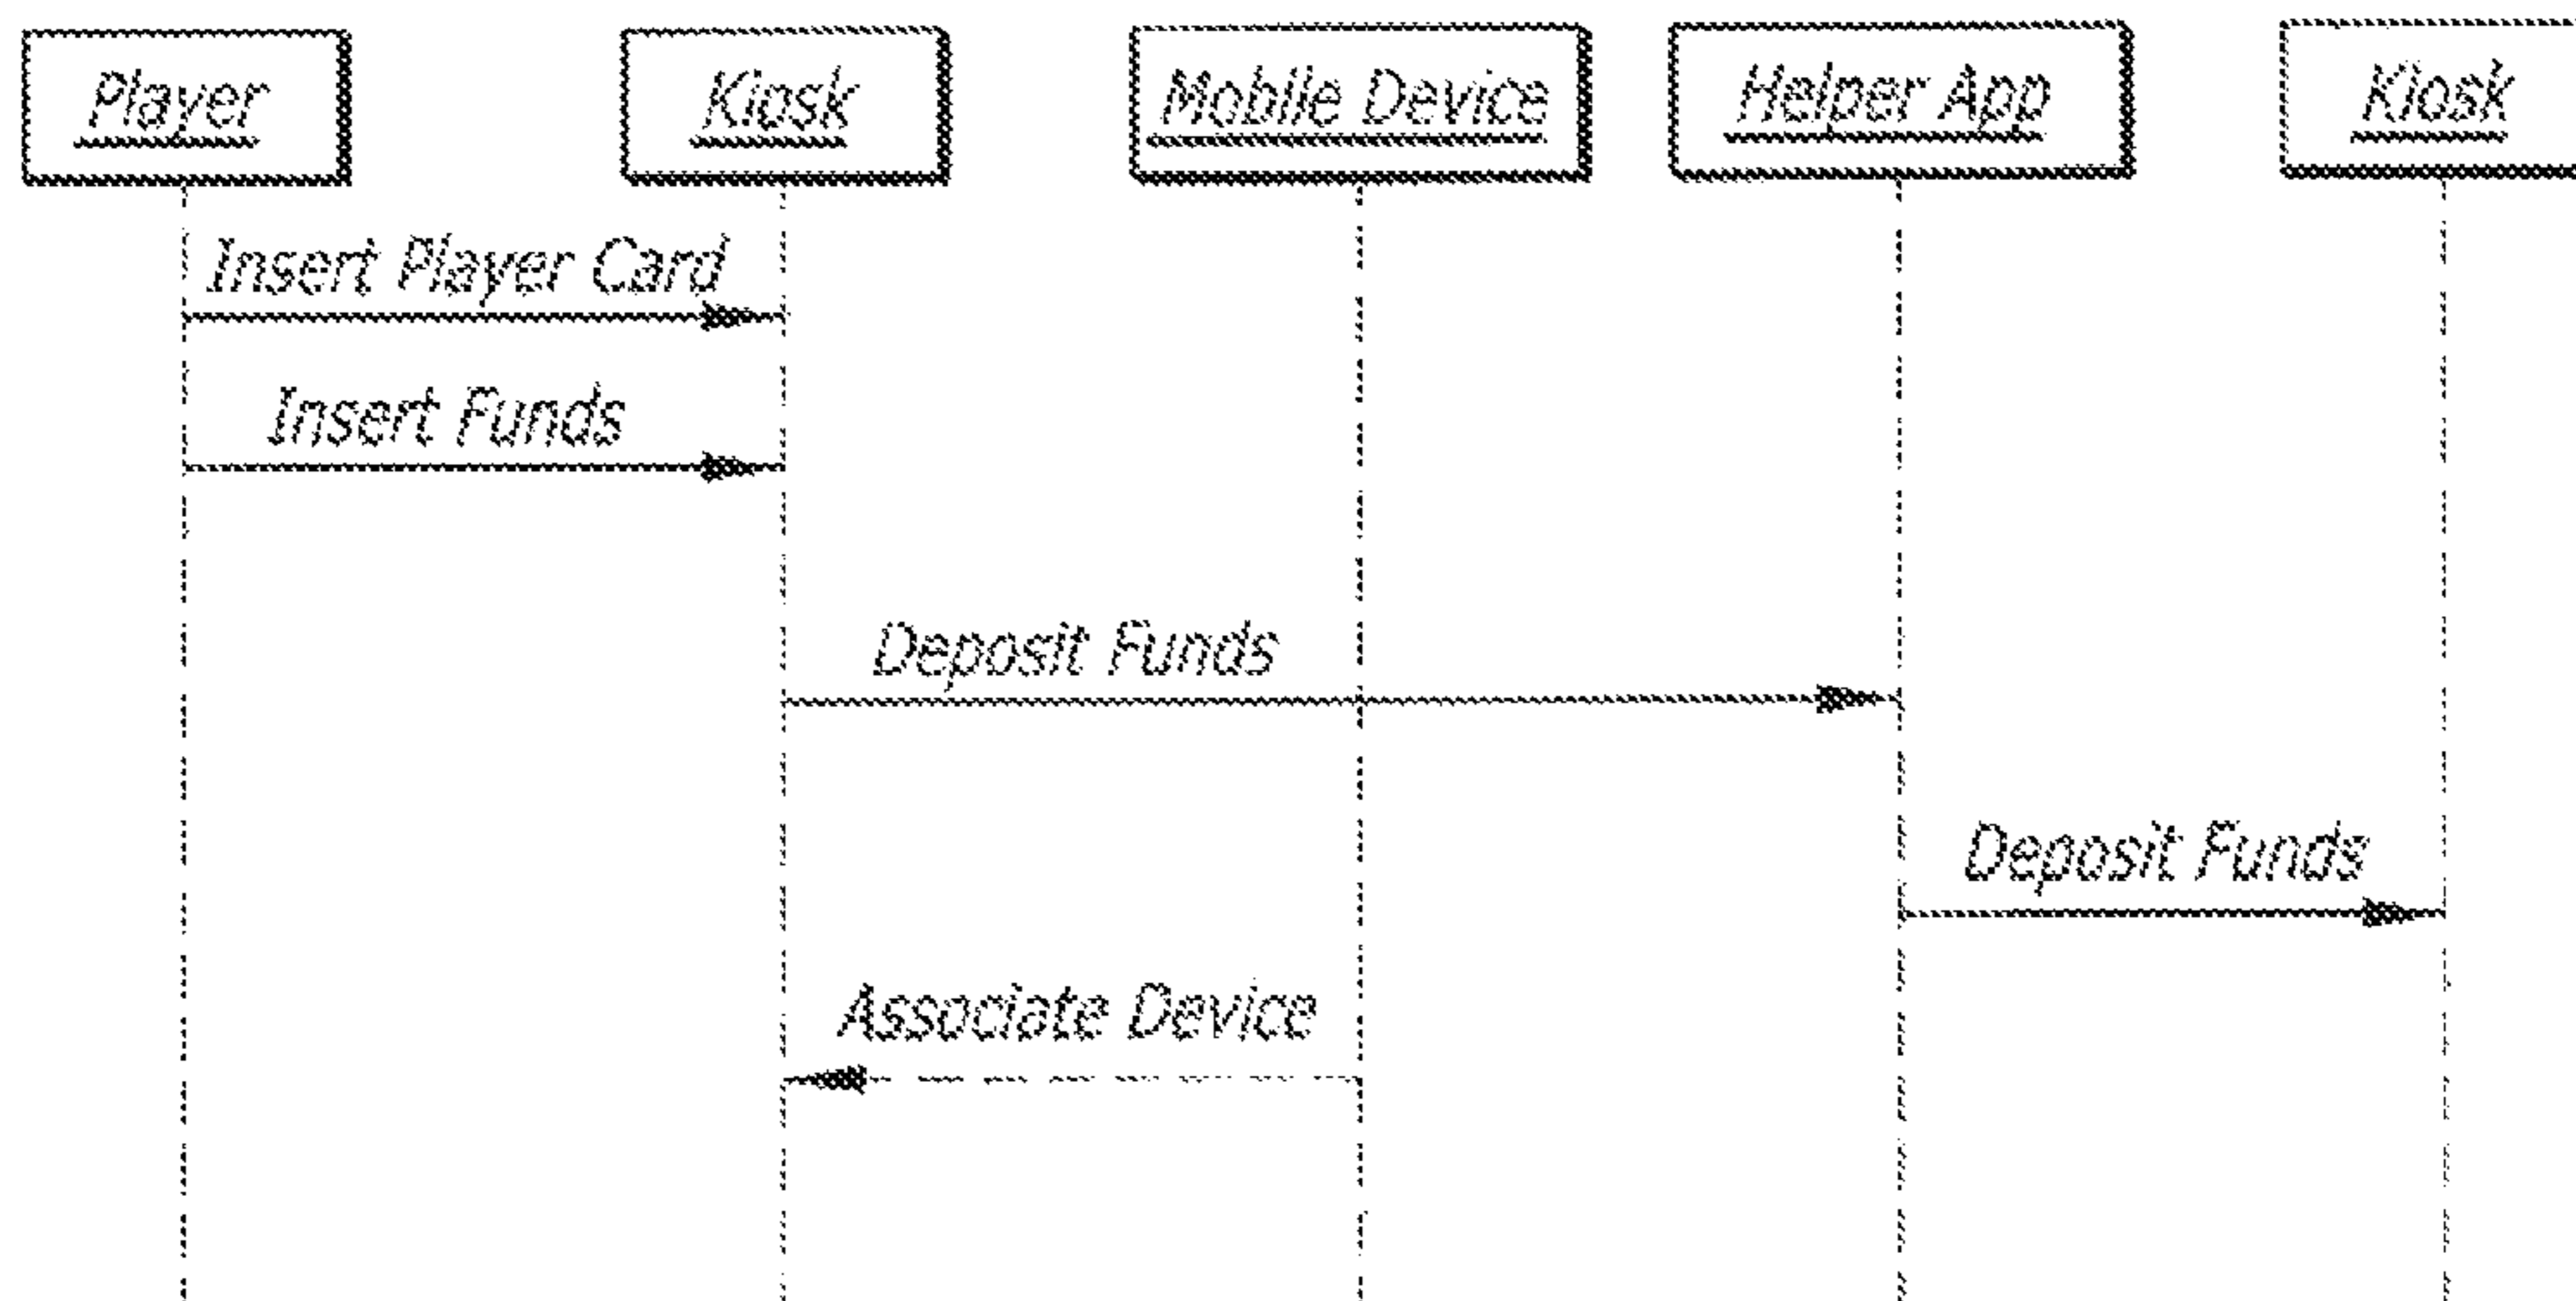 Player
Kiosk
Mobile Device
Helper App
Kiosk
Insert Player Card
Insert Funds
Deposit Funds
Deposit Funds
Associate Device